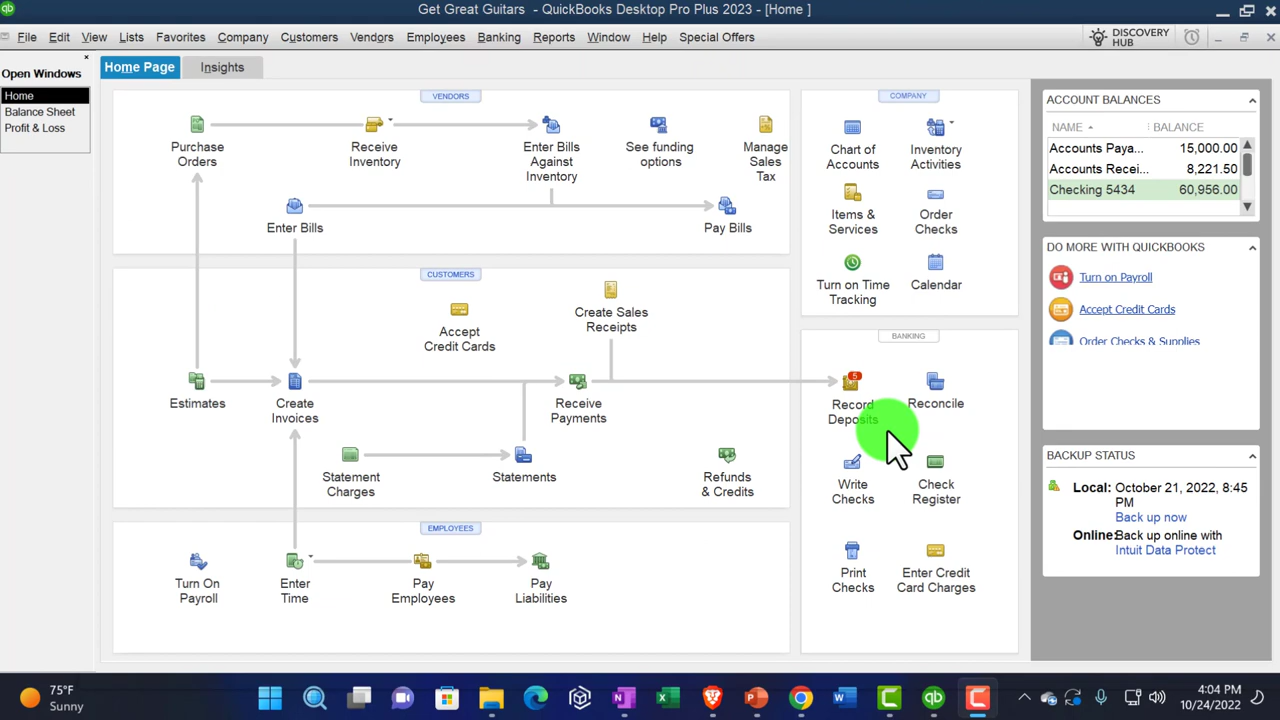 Get Great Guitars - QuickBooks Desktop Pro Plus 2023 - [Home ]
File Edit View Lists Favorites Company Customers Vendors Employees Banking Reports Window Help Special Offers
DISCOVERY
HUB
Open Windows
Home
Balance Sheet
Profit & Loss
Home Page
Insights
VENDORS
Purchase
Orders
Receive
Inventory
Enter Bills
Against
Inventory
See funding
options
Manage
Sales
Tax
Enter Bills
Pay Bills
CUSTOMERS
Create Sales
Receipts
Accept
Credit Cards
Estimates
Create
Invoices
Receive
Payments
Statement
Charges
Statements
Refunds
& Credits
EMPLOYEES
Turn On
Payroll
Enter
Time
Pay
Employees
Pay
Liabilities
COMPANY
Chart of
Accounts
Inventory
Activities
Items &
Services
Order
Checks
Turn on Time
Tracking
Calendar
BANKING
5
Record
Deposits
Reconcile
Write
Checks
Check
Register
Print
Checks
Enter Credit
Card Charges
ACCOUNT BALANCES
NAME BALANCE
Accounts Paya... 15,000.00
Accounts Recei... 8,221.50
Checking 5434 60,956.00
DO MORE WITH QUICKBOOKS
Turn on Payroll
Accept Credit Cards
Order Checks & Supplies
BACKUP STATUS
Local: October 21, 2022, 8:45
PM
Back up now
Online: Back up online with
Intuit Data Protect
75°F
Sunny
4:04 PM
10/24/2022